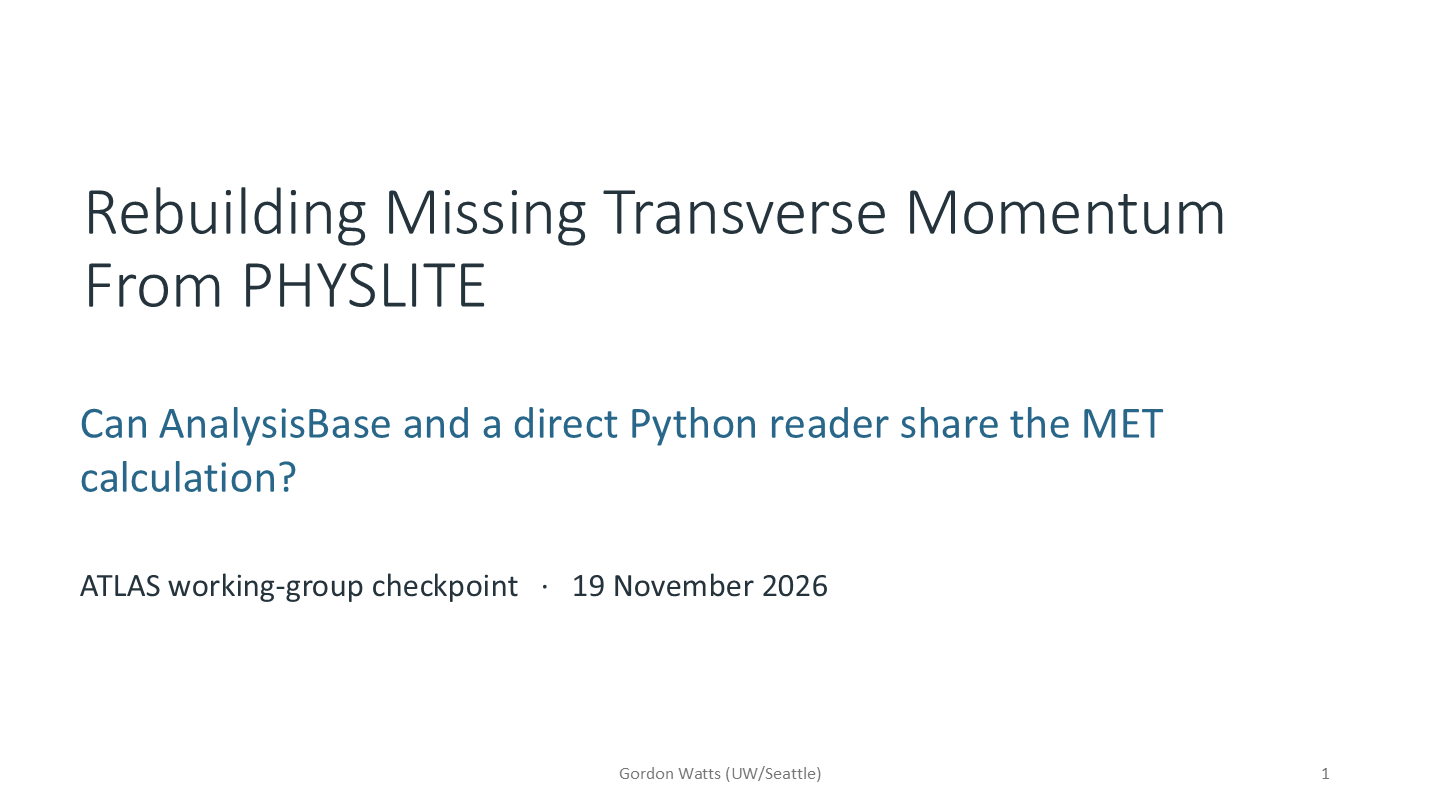 Rebuilding Missing Transverse Momentum
From PHYSLITE
Can AnalysisBase and a direct Python reader share the MET
calculation?
ATLAS working-group checkpoint · 19 November 2026
Gordon Watts (UW/Seattle)
1